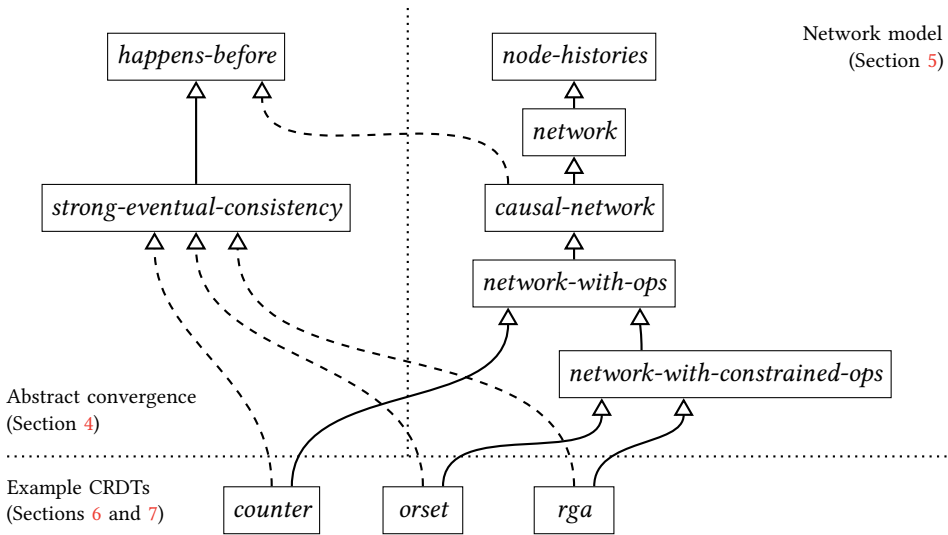 happens-before
node-histories
Network model
(Section 5)
network
strong-eventual-consistency
causal-network
network-with-ops
network-with-constrained-ops
Abstract convergence
(Section 4)
Example CRDTs
(Sections 6 and 7)
counter
orset
rga